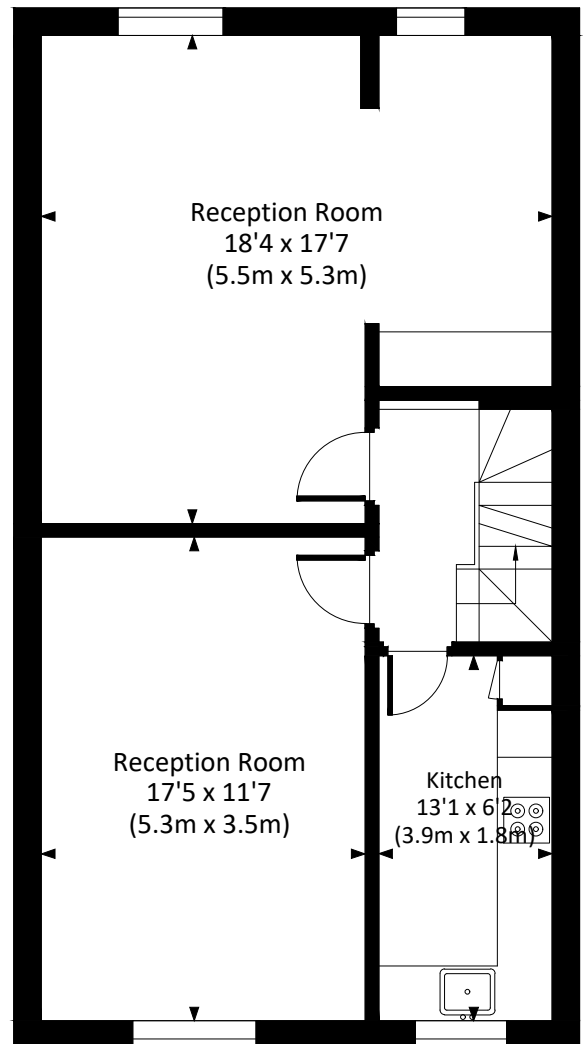 Reception Room
18'4 x 17'7
(5.5m x 5.3m)
Reception Room
17'5 x 11'7
(5.3m x 3.5m)
Kitchen
13'1 x 6'2
(3.9m x 1.8m)